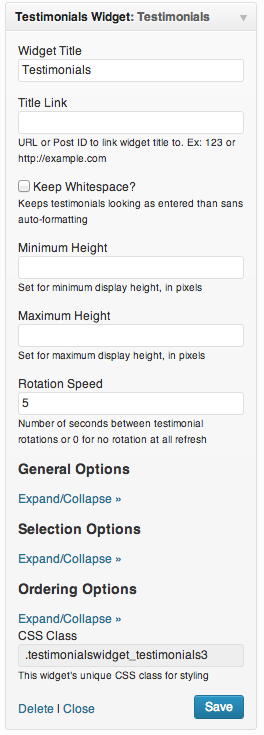 Testimonials Widget: Testimonials
Widget Title
Testimonials
Title Link
URL or Post ID to link widget title to. Ex: 123 or
http://example.com
Keep Whitespace?
Keeps testimonials looking as entered than sans
auto-formatting
Minimum Height
Set for minimum display height, in pixels
Maximum Height
Set for maximum display height, in pixels
Rotation Speed
5
Number of seconds between testimonial
rotations or 0 for no rotation at all refresh
General Options
Expand/Collapse »
Selection Options
Expand/Collapse »
Ordering Options
Expand/Collapse »
CSS Class
.testimonialswidget_testimonials3
This widget's unique CSS class for styling
Delete | Close Save